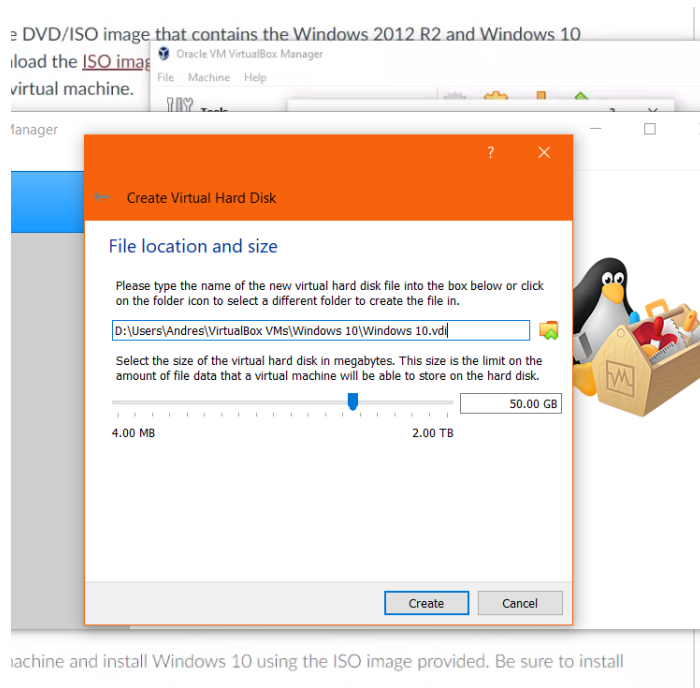 e DVD/ISO image that contains the Windows 2012 R2 and Windows 10
load the ISO imag
virtual machine.
Oracle VM VirtualBox Manager
File Machine Help
Tools
Manager
Create Virtual Hard Disk
File location and size
Please type the name of the new virtual hard disk file into the box below or click
on the folder icon to select a different folder to create the file in.
D:\Users\Andres\VirtualBox VMs\Windows 10\Windows 10.vdi
Select the size of the virtual hard disk in megabytes. This size is the limit on the
amount of file data that a virtual machine will be able to store on the hard disk.
50.00 GB
4.00 MB 2.00 TB
Create Cancel
achine and install Windows 10 using the ISO image provided. Be sure to install